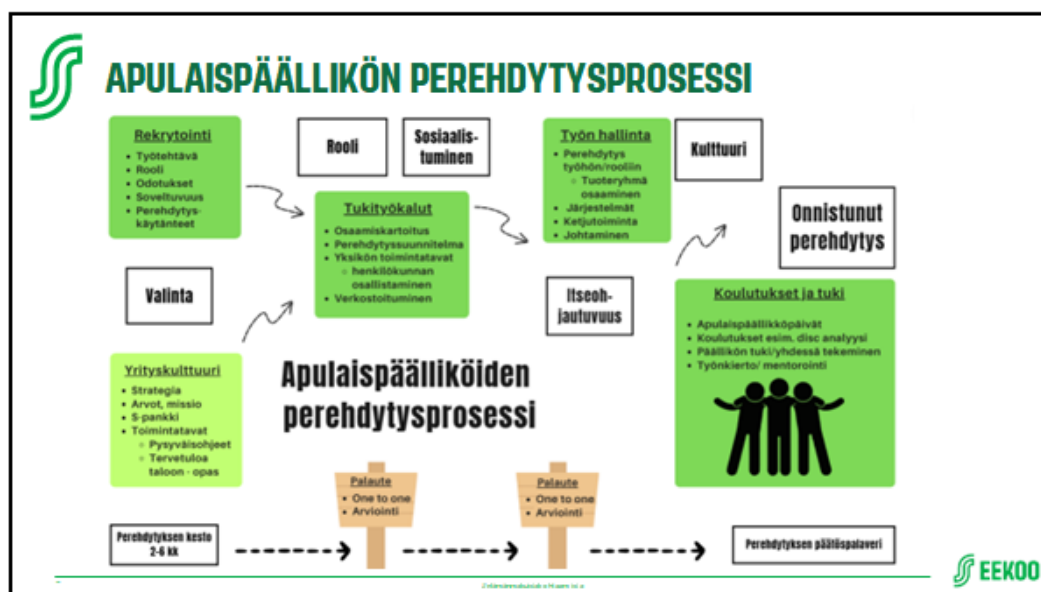 APULAISPÄÄLLIKÖN PEREHDYTYSPROSESSI
Rekrytointi
• Työtehtävä
• Rooli
• Odotukset
• Soveltuvuus
• Perehdytys-
käytänteet
Rooli
Sosiaalis-
tuminen
Työn hallinta
• Perehdytys
työhön/rooliin
○ Tuoteryhmä
osaaminen
• Järjestelmät
• Ketjutoiminta
• Johtaminen
Kulttuuri
Tukityökalut
• Osaamiskartoitus
• Perehdytyssuunnitelma
• Yksikön toimintatavat
○ henkilökunnan
osallistaminen
• Verkostoituminen
Onnistunut
perehdytys
Valinta
Itseoh-
jautuvuus
Koulutukset ja tuki
• Apulaispäällikköpäivät
• Koulutukset esim. disc analyysi
• Päällikön tuki/yhdessä tekeminen
• Työnkierto/ mentorointi
Yrityskulttuuri
• Strategia
• Arvot, missio
• S-pankki
• Toimintatavat
○ Pysyväisohjeet
○ Tervetuloa
taloon - opas
Apulaispäälliköiden
perehdytysprosessi
Palaute
• One to one
• Arviointi
Palaute
• One to one
• Arviointi
Perehdytyksen kesto
2-6 kk
Perehdytyksen päätöspalaveri
EEKOO